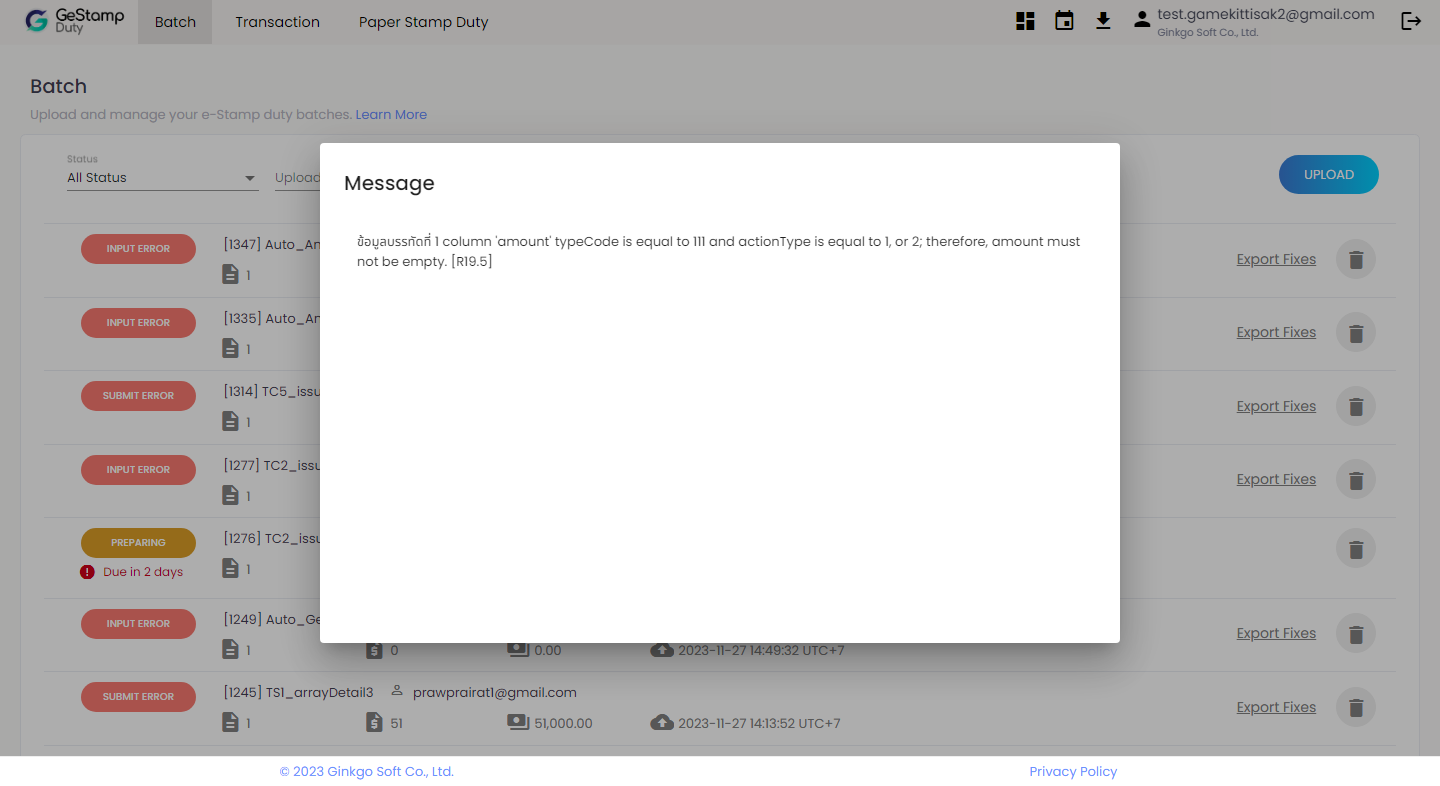 GeStamp
Duty
Batch
Transaction
Paper Stamp Duty
test.gamekittisak2@gmail.com
Ginkgo Soft Co., Ltd.
Batch
Upload and manage your e-Stamp duty batches. Learn More
Status
All Status
Upload
UPLOAD
Message
ข้อมูลบรรทัดที่ 1 column 'amount' typeCode is equal to 111 and actionType is equal to 1, or 2; therefore, amount must
not be empty. [R19.5]
INPUT ERROR
[1347] Auto_An
1
Export Fixes
INPUT ERROR
[1335] Auto_An
1
Export Fixes
SUBMIT ERROR
[1314] TC5_issu
1
Export Fixes
INPUT ERROR
[1277] TC2_issu
1
Export Fixes
PREPARING
Due in 2 days
[1276] TC2_issu
1
INPUT ERROR
[1249] Auto_Ge
1
0
0.00
2023-11-27 14:49:32 UTC+7
Export Fixes
SUBMIT ERROR
[1245] TS1_arrayDetail3
prawprairat1@gmail.com
1
51
51,000.00
2023-11-27 14:13:52 UTC+7
Export Fixes
© 2023 Ginkgo Soft Co., Ltd.
Privacy Policy